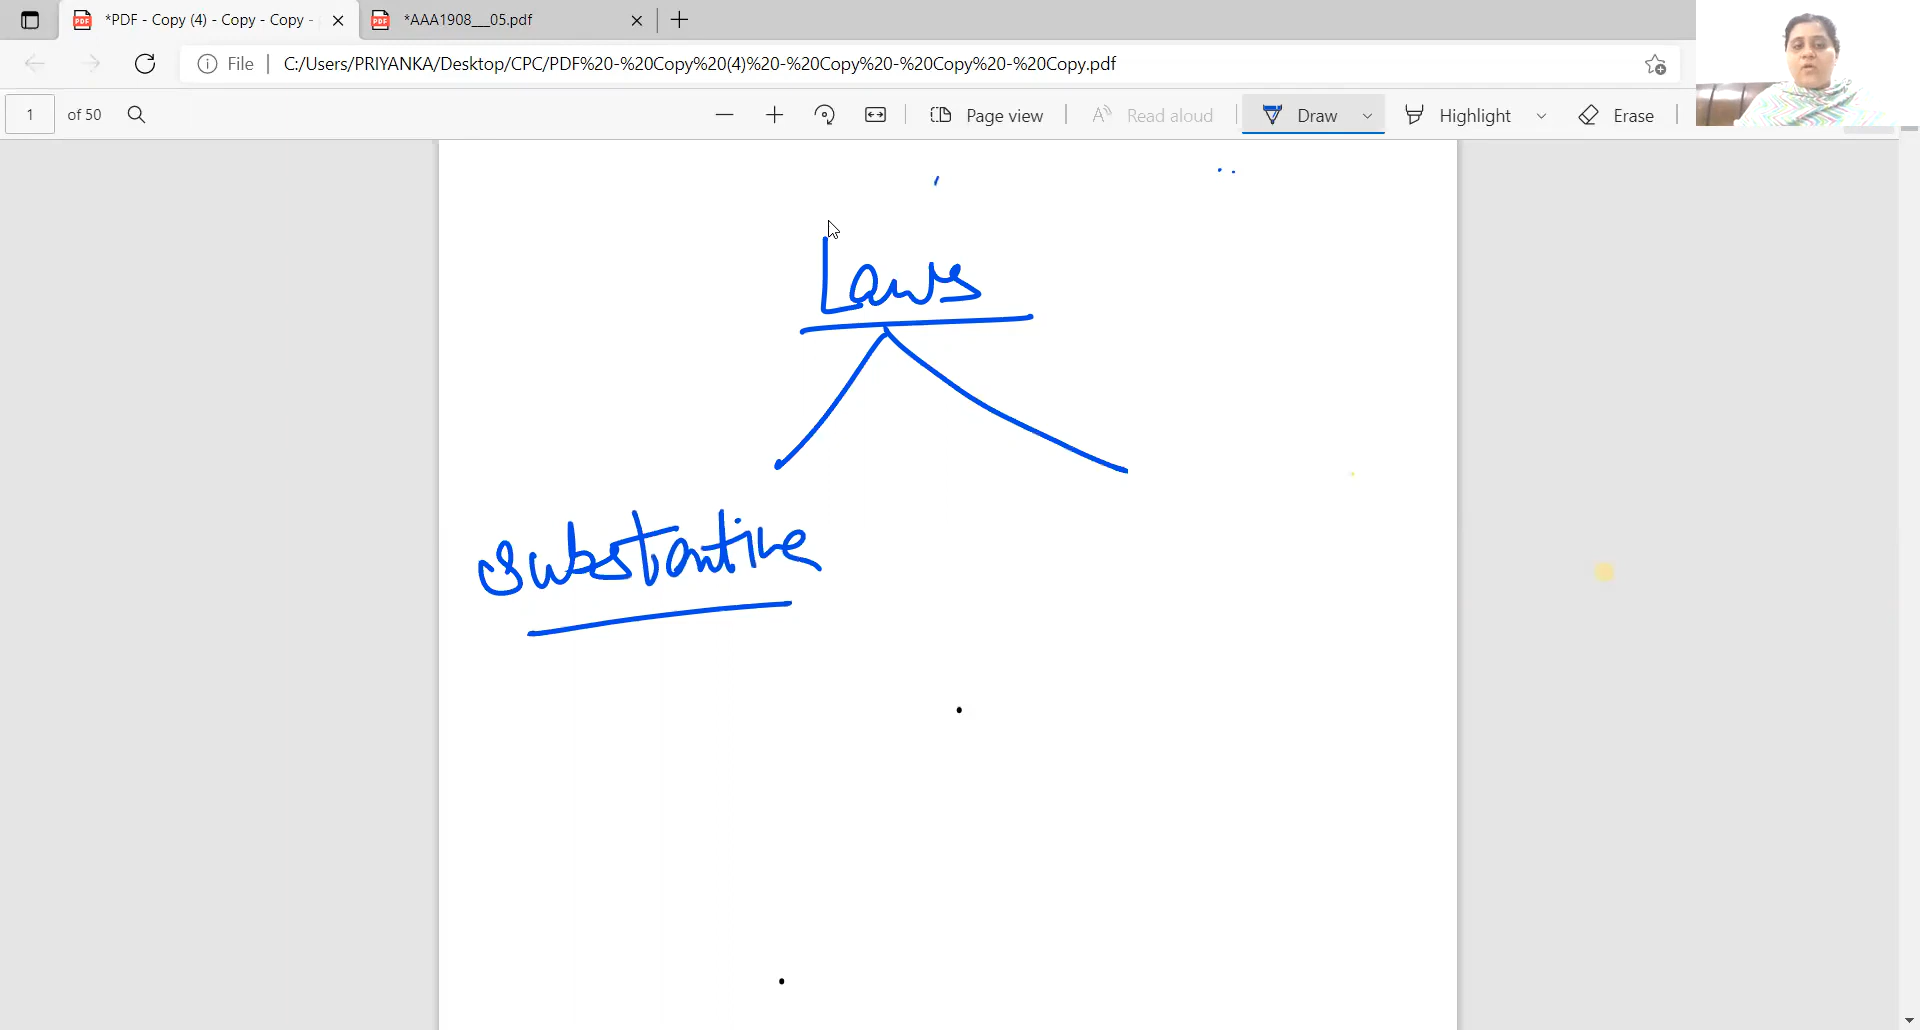 *PDF - Copy (4) - Copy - Copy -
*AAA1908___05.pdf
File
C:/Users/PRIYANKA/Desktop/CPC/PDF%20-%20Copy%20(4)%20-%20Copy%20-%20Copy%20-%20Copy.pdf
1 of 50
Page view
Read aloud
Draw
Highlight
Erase
Laws
Substantive